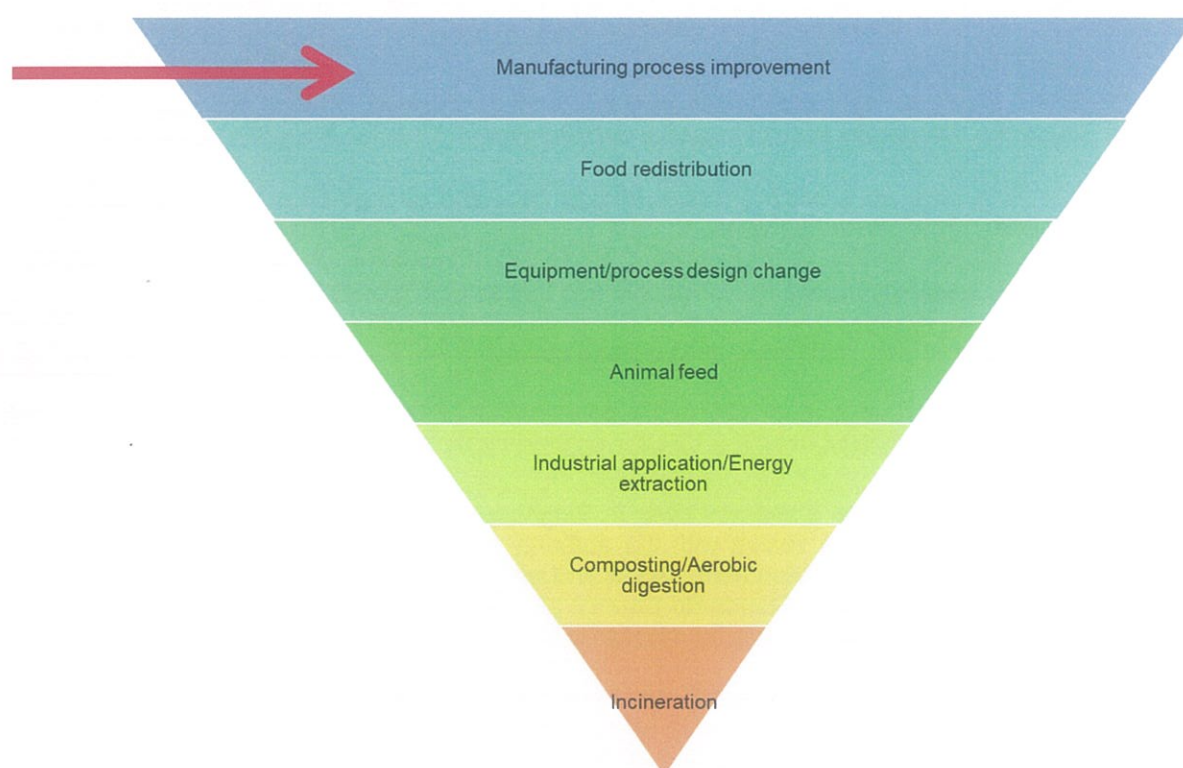 Manufacturing process improvement
Food redistribution
Equipment/process design change
Animal feed
Industrial application/Energy
extraction
Composting/Aerobic
digestion
Incineration